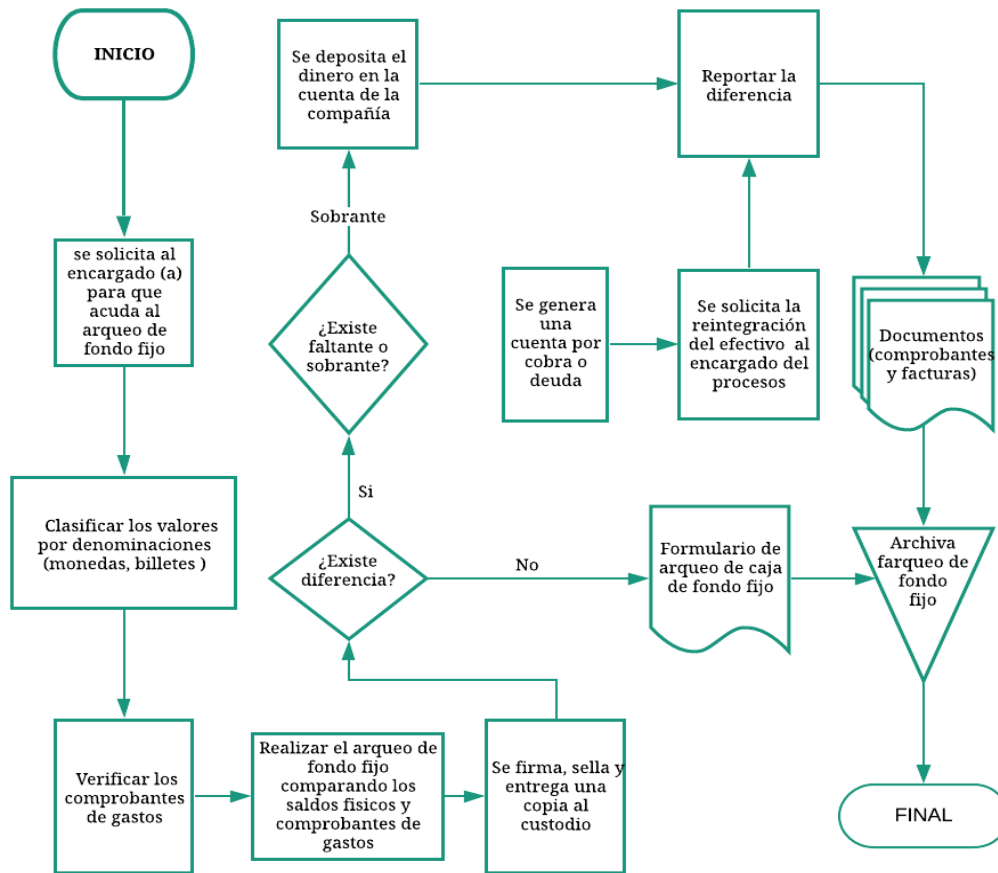 INICIO
se solicita al
encargado (a)
para que
acuda al
arqueo de
fondo fijo
Clasificar los valores
por denominaciones
(monedas, billetes )
Verificar los
comprobantes
de gastos
Realizar el arqueo de
fondo fijo
comparando los
saldos fisicos y
comprobantes de
gastos
Se firma, sella y
entrega una
copia al
custodio
¿Existe
diferencia?
Si
No
¿Existe
faltante o
sobrante?
Sobrante
Se deposita el
dinero en la
cuenta de la
compañía
Se genera
una
cuenta por
cobra o
deuda
Se solicita la
reintegración
del efectivo al
encargado del
procesos
Reportar la
diferencia
Documentos
(comprobantes
y facturas)
Formulario de
arqueo de caja
de fondo fijo
Archiva
farqueo de
fondo
fijo
FINAL